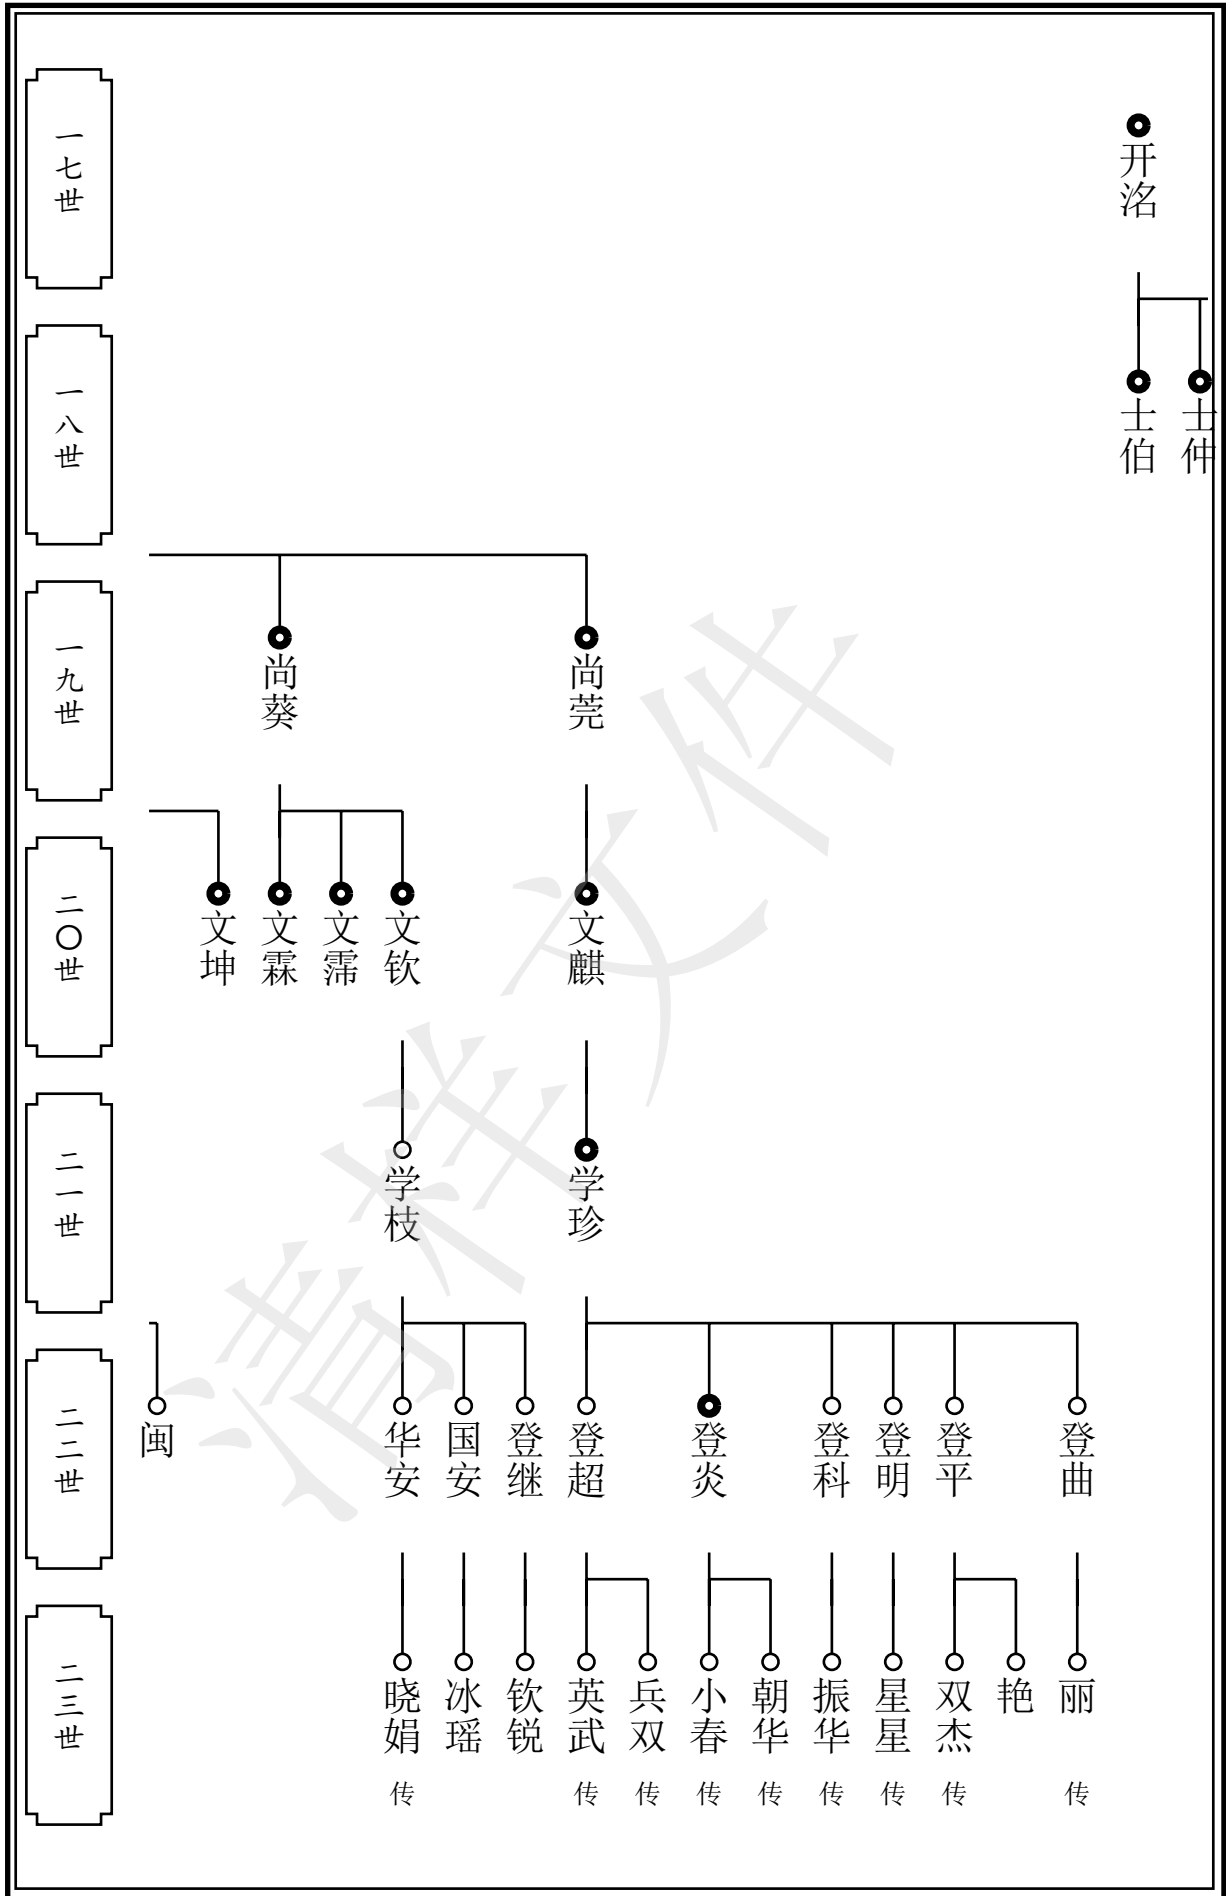 一七世
开洺
一八世
士伯
士仲
一九世
尚葵
尚莞
二〇世
文坤
文霖
文霈
文钦
文麒
二一世
学枝
学珍
二二世
闽
华安
国安
登继
登超
登炎
登科
登明
登平
登曲
二三世
晓娟
冰瑶
钦锐
英武
兵双
小春
朝华
振华
星星
双杰
艳
丽
传
传
传
传
传
传
传
传
传
清样文件